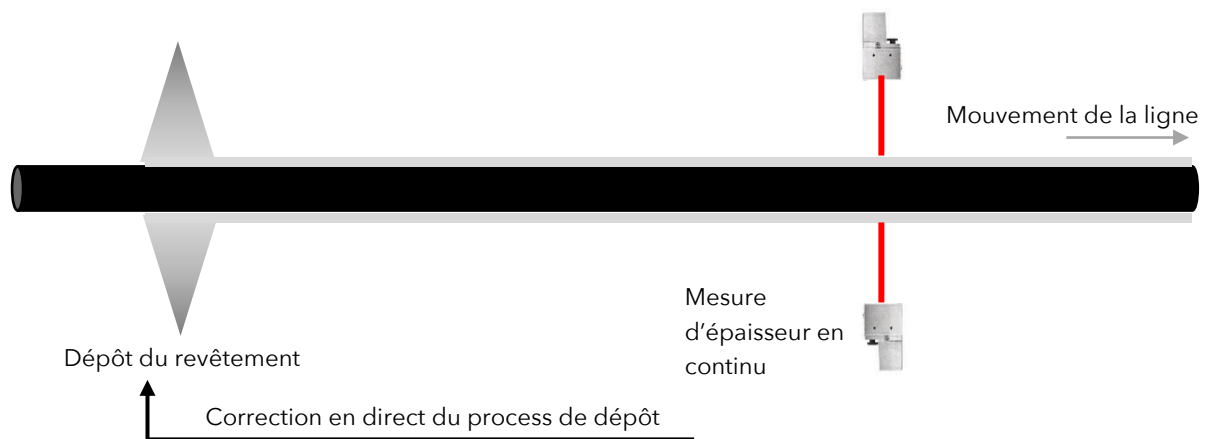 Mouvement de la ligne
Mesure
d'épaisseur en
continu
Dépôt du revêtement
Correction en direct du process de dépôt